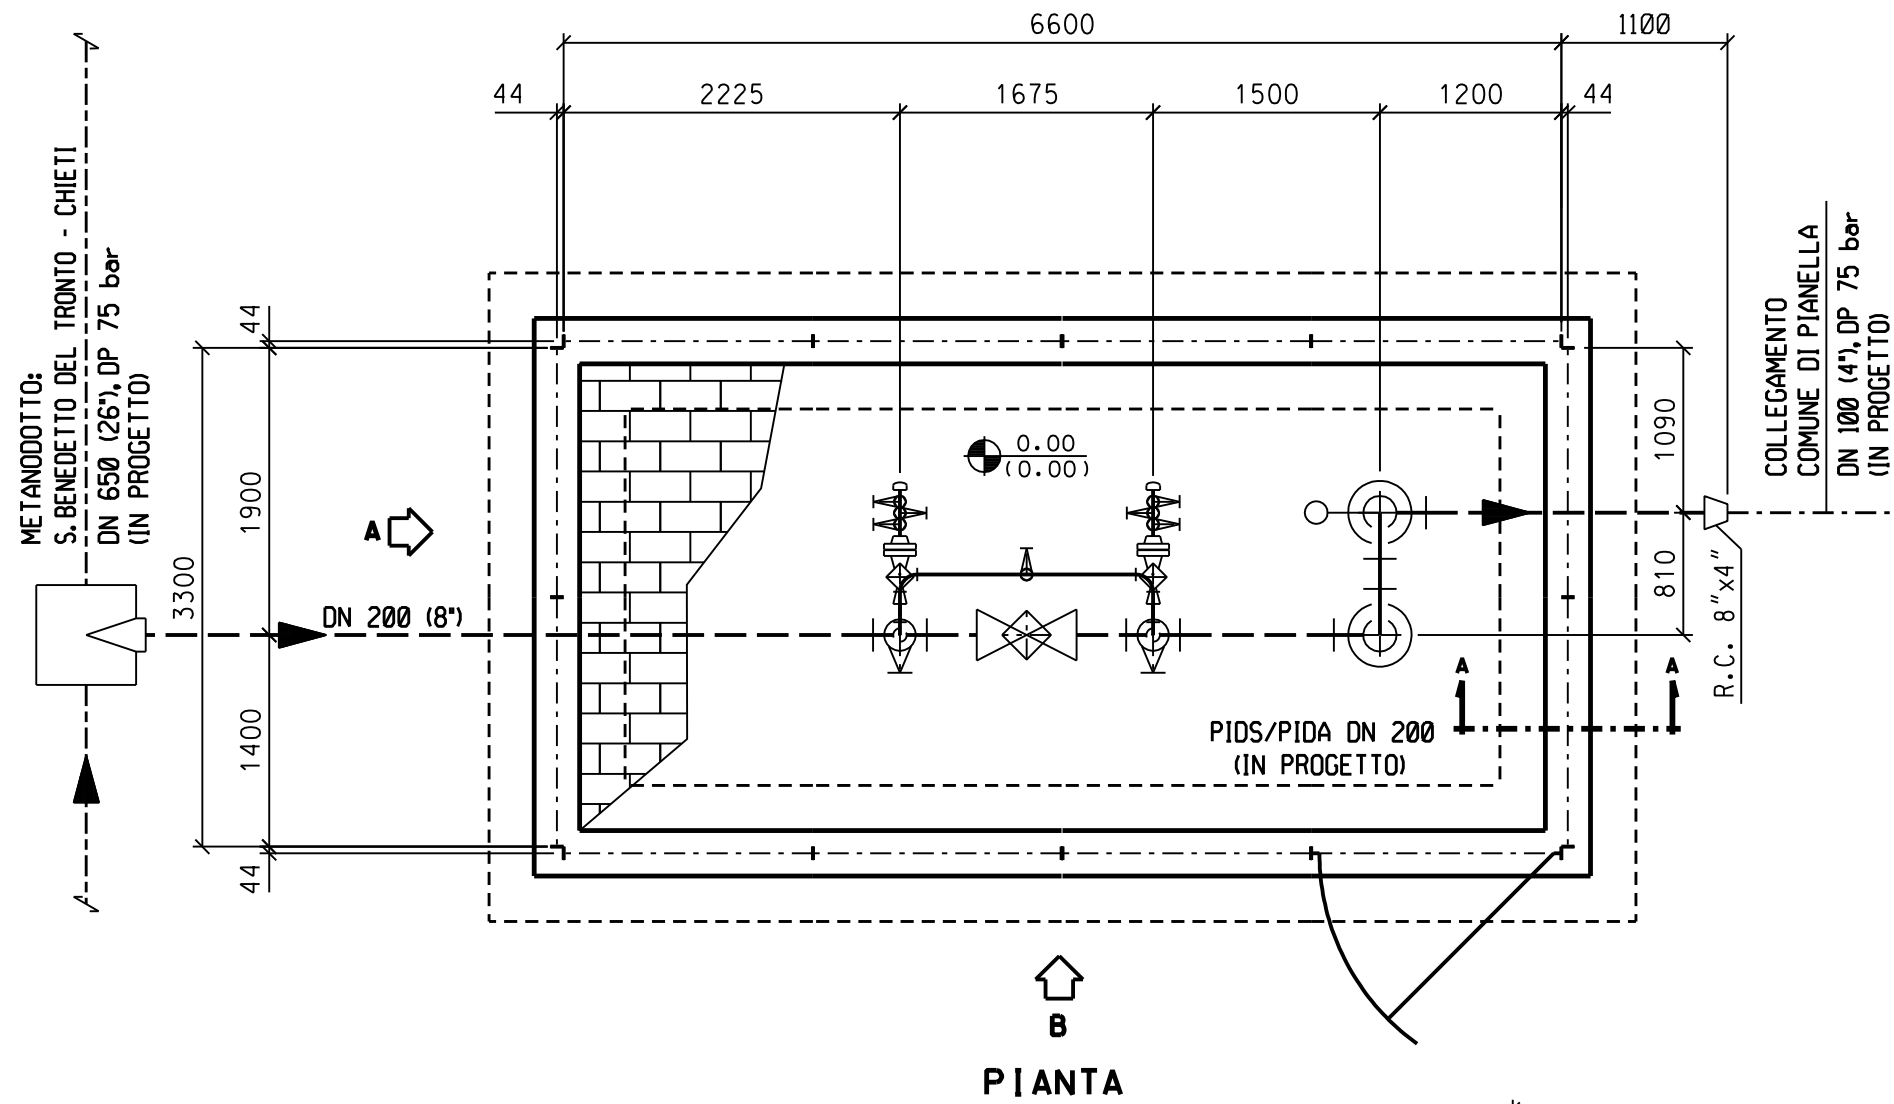 6600
1100
44
2225
1675
1500
1200
44
METANODOTTO:
S.BENEDETTO DEL TRONTO - CHIETI
DN 650 (26"), DP 75 bar
(IN PROGETTO)
44
1900
3300
1400
44
A
DN 200 (8")
0.00
(0.00)
1090
810
COLLEGAMENTO
COMUNE DI PIANELLA
DN 100 (4"), DP 75 bar
(IN PROGETTO)
R.C. 8"x4"
A
A
PIDS/PIDA DN 200
(IN PROGETTO)
B
PIANTA